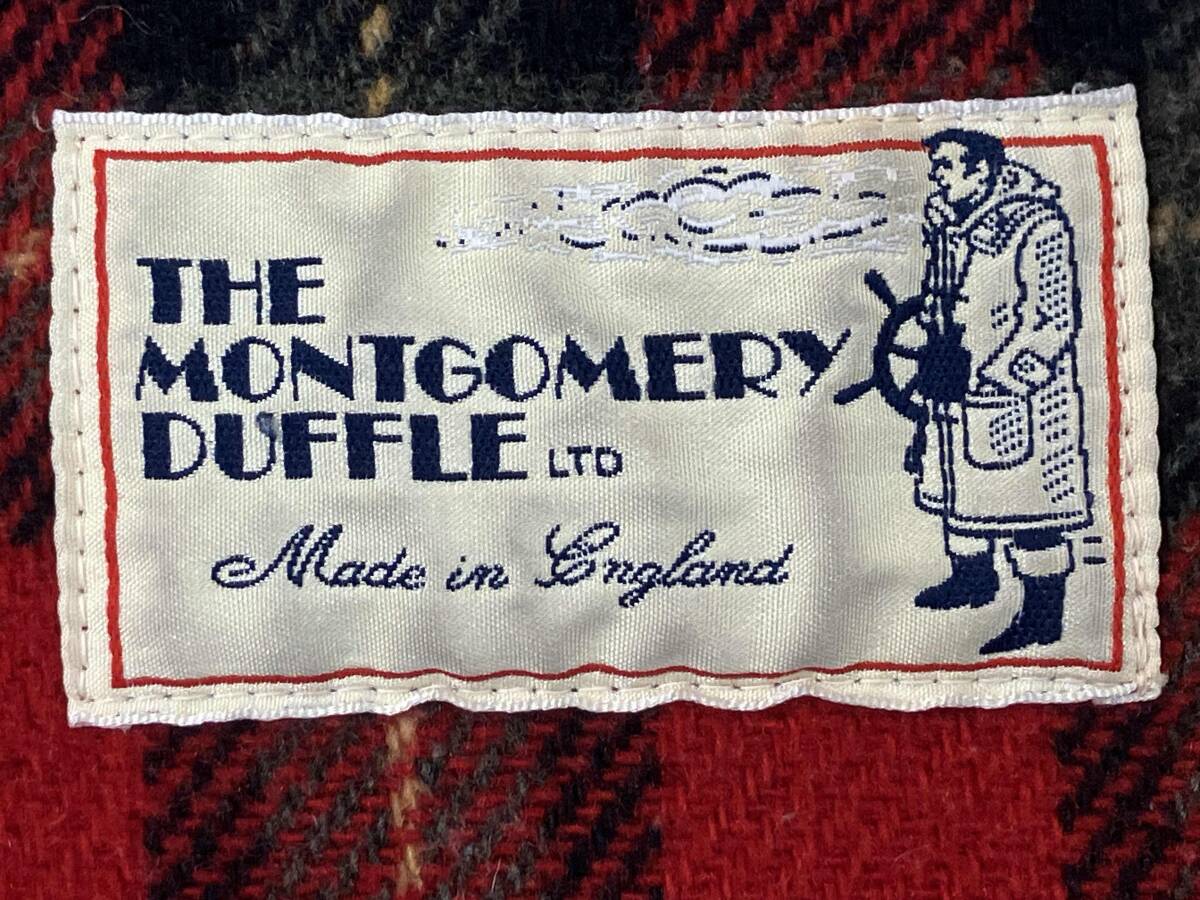 THE
MONTGOMERY
DUFFLE LTD
Made in England